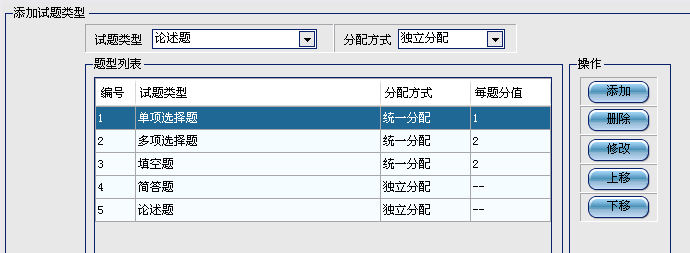 添加试题类型
试题类型 论述题 分配方式 独立分配
题型列表 操作
编号 试题类型 分配方式 每题分值
1 单项选择题 统一分配 1
2 多项选择题 统一分配 2
3 填空题 统一分配 2
4 简答题 独立分配 --
5 论述题 独立分配 --
添加
删除
修改
上移
下移